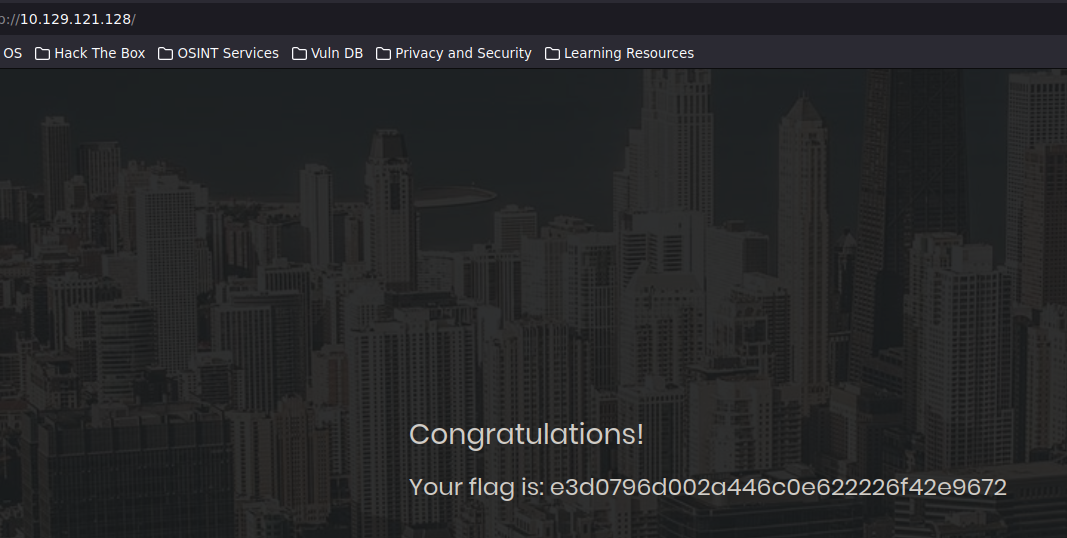 10.129.121.128/
OS Hack The Box OSINT Services Vuln DB Privacy and Security Learning Resources
Congratulations!
Your flag is: e3d0796d002a446c0e622226f42e9672